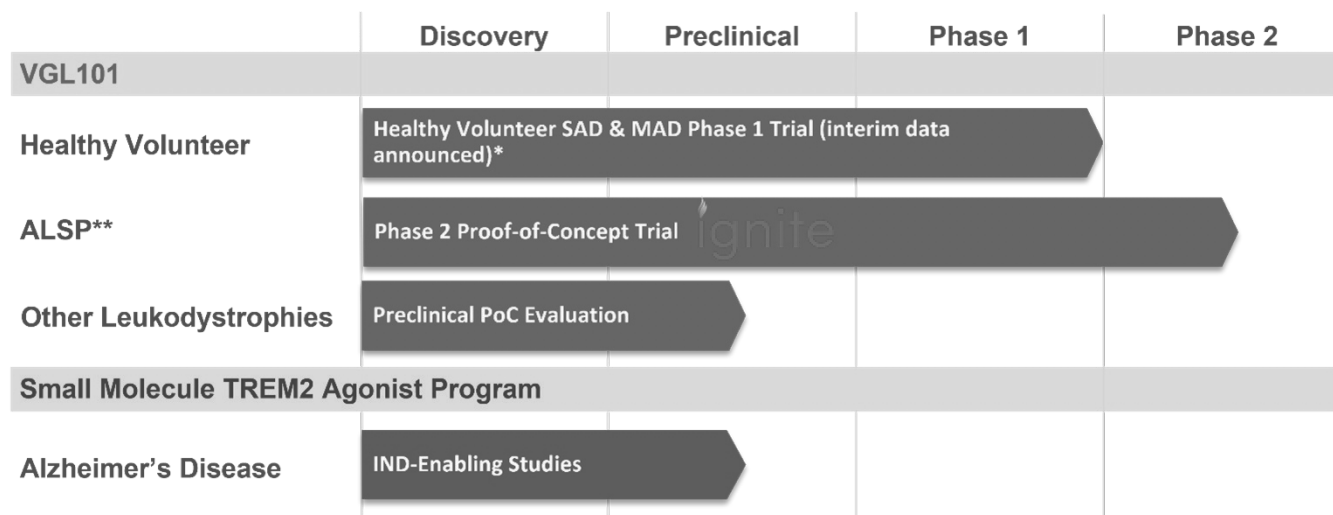 Discovery Preclinical Phase 1 Phase 2
VGL101
Healthy Volunteer
Healthy Volunteer SAD & MAD Phase 1 Trial (interim data
announced)*
ALSP**
Phase 2 Proof-of-Concept Trial ignite
Other Leukodystrophies
Preclinical PoC Evaluation
Small Molecule TREM2 Agonist Program
Alzheimer’s Disease
IND-Enabling Studies